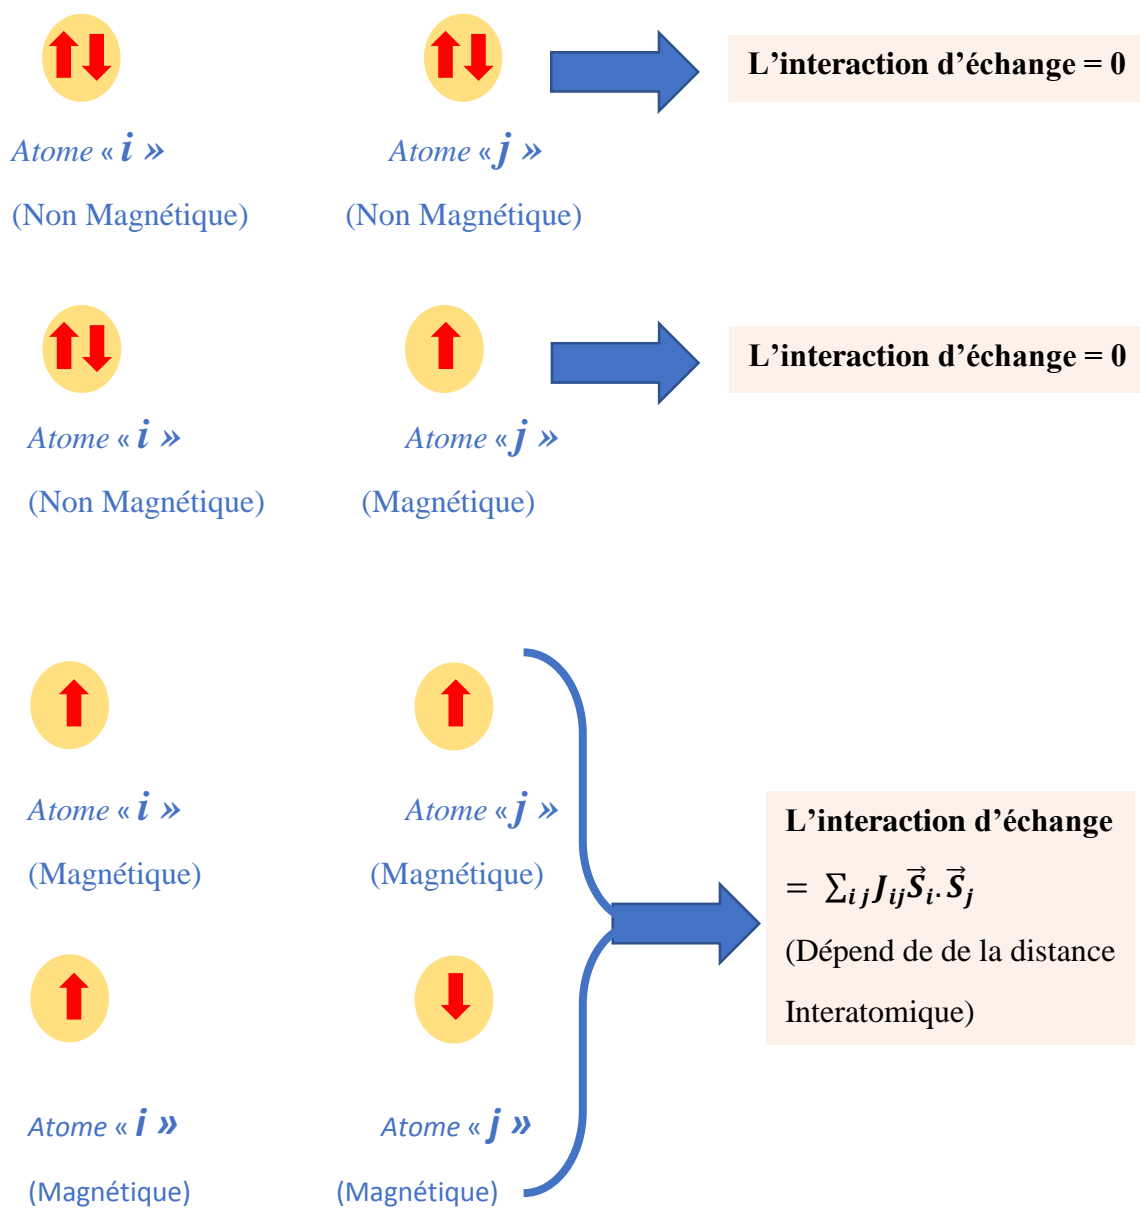 L’interaction d’échange = 0
Atome « i » Atome « j »
(Non Magnétique) (Non Magnétique)
L’interaction d’échange = 0
Atome « i » Atome « j »
(Non Magnétique) (Magnétique)
Atome « i » Atome « j »
(Magnétique) (Magnétique)
L’interaction d’échange
= ∑ᵢⱼ Jᵢⱼ S⃗ᵢ. S⃗ⱼ
(Dépend de de la distance
Interatomique)
Atome « i » Atome « j »
(Magnétique) (Magnétique)